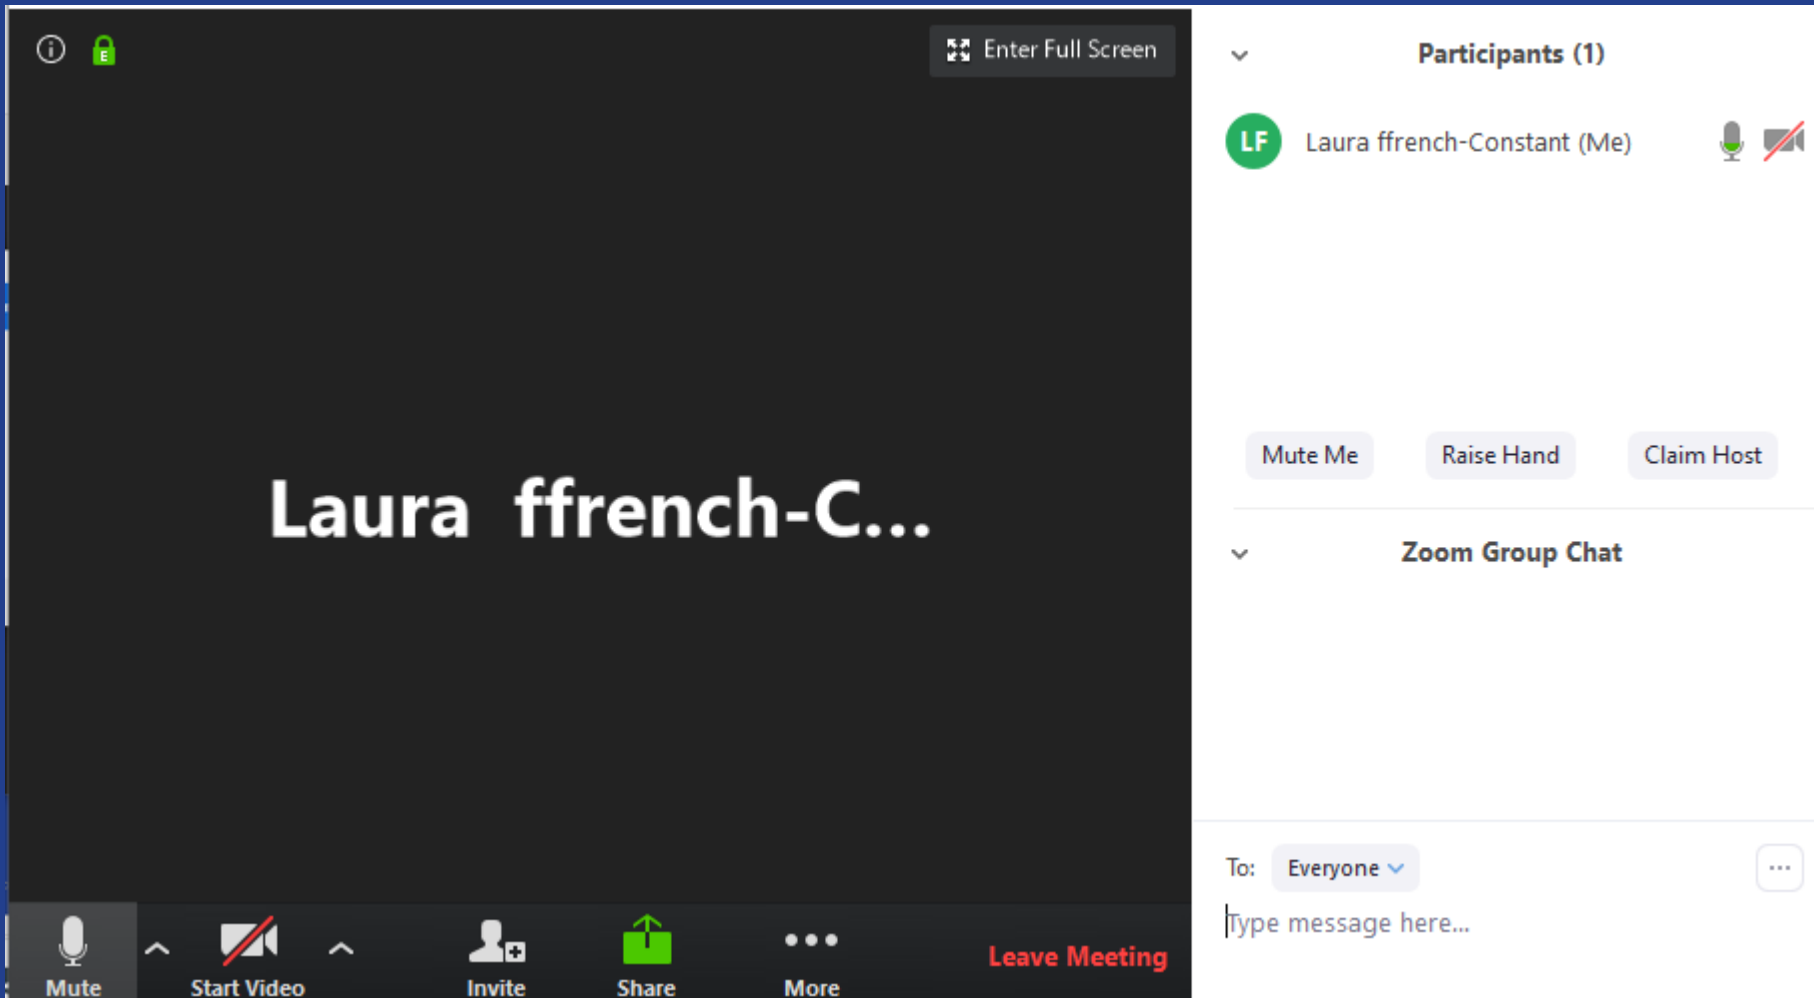 Enter Full Screen
Laura ffrench-C...
Mute
Start Video
Invite
Share
More
Leave Meeting
Participants (1)
LF
Laura ffrench-Constant (Me)
Mute Me
Raise Hand
Claim Host
Zoom Group Chat
To: Everyone
Type message here...